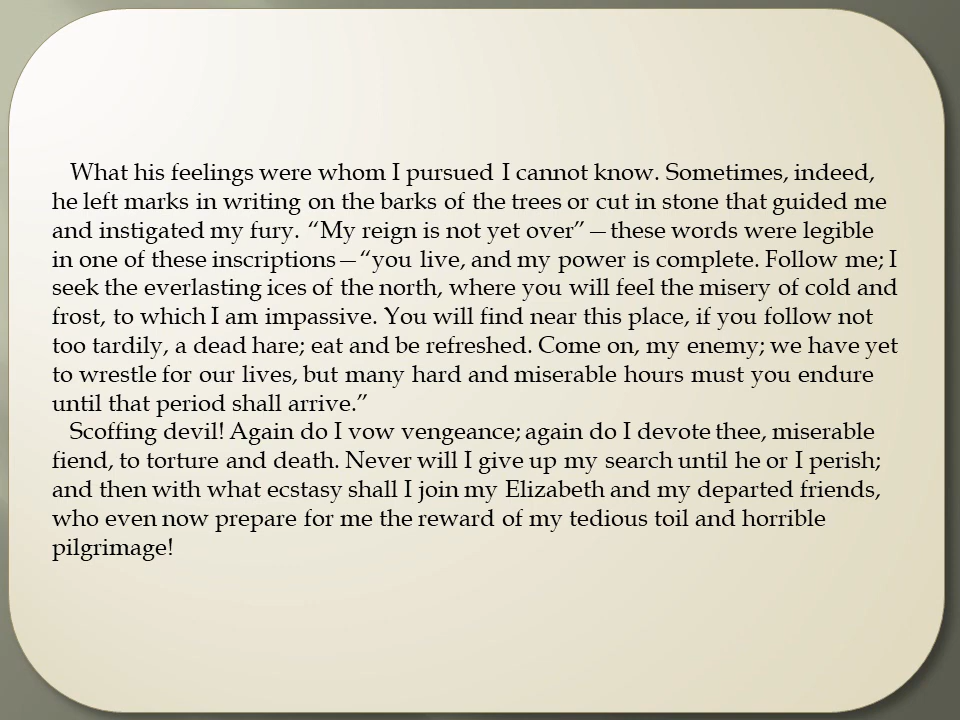 What his feelings were whom I pursued I cannot know. Sometimes, indeed,
he left marks in writing on the barks of the trees or cut in stone that guided me
and instigated my fury. “My reign is not yet over”—these words were legible
in one of these inscriptions—“you live, and my power is complete. Follow me; I
seek the everlasting ices of the north, where you will feel the misery of cold and
frost, to which I am impassive. You will find near this place, if you follow not
too tardily, a dead hare; eat and be refreshed. Come on, my enemy; we have yet
to wrestle for our lives, but many hard and miserable hours must you endure
until that period shall arrive.”
Scoffing devil! Again do I vow vengeance; again do I devote thee, miserable
fiend, to torture and death. Never will I give up my search until he or I perish;
and then with what ecstasy shall I join my Elizabeth and my departed friends,
who even now prepare for me the reward of my tedious toil and horrible
pilgrimage!